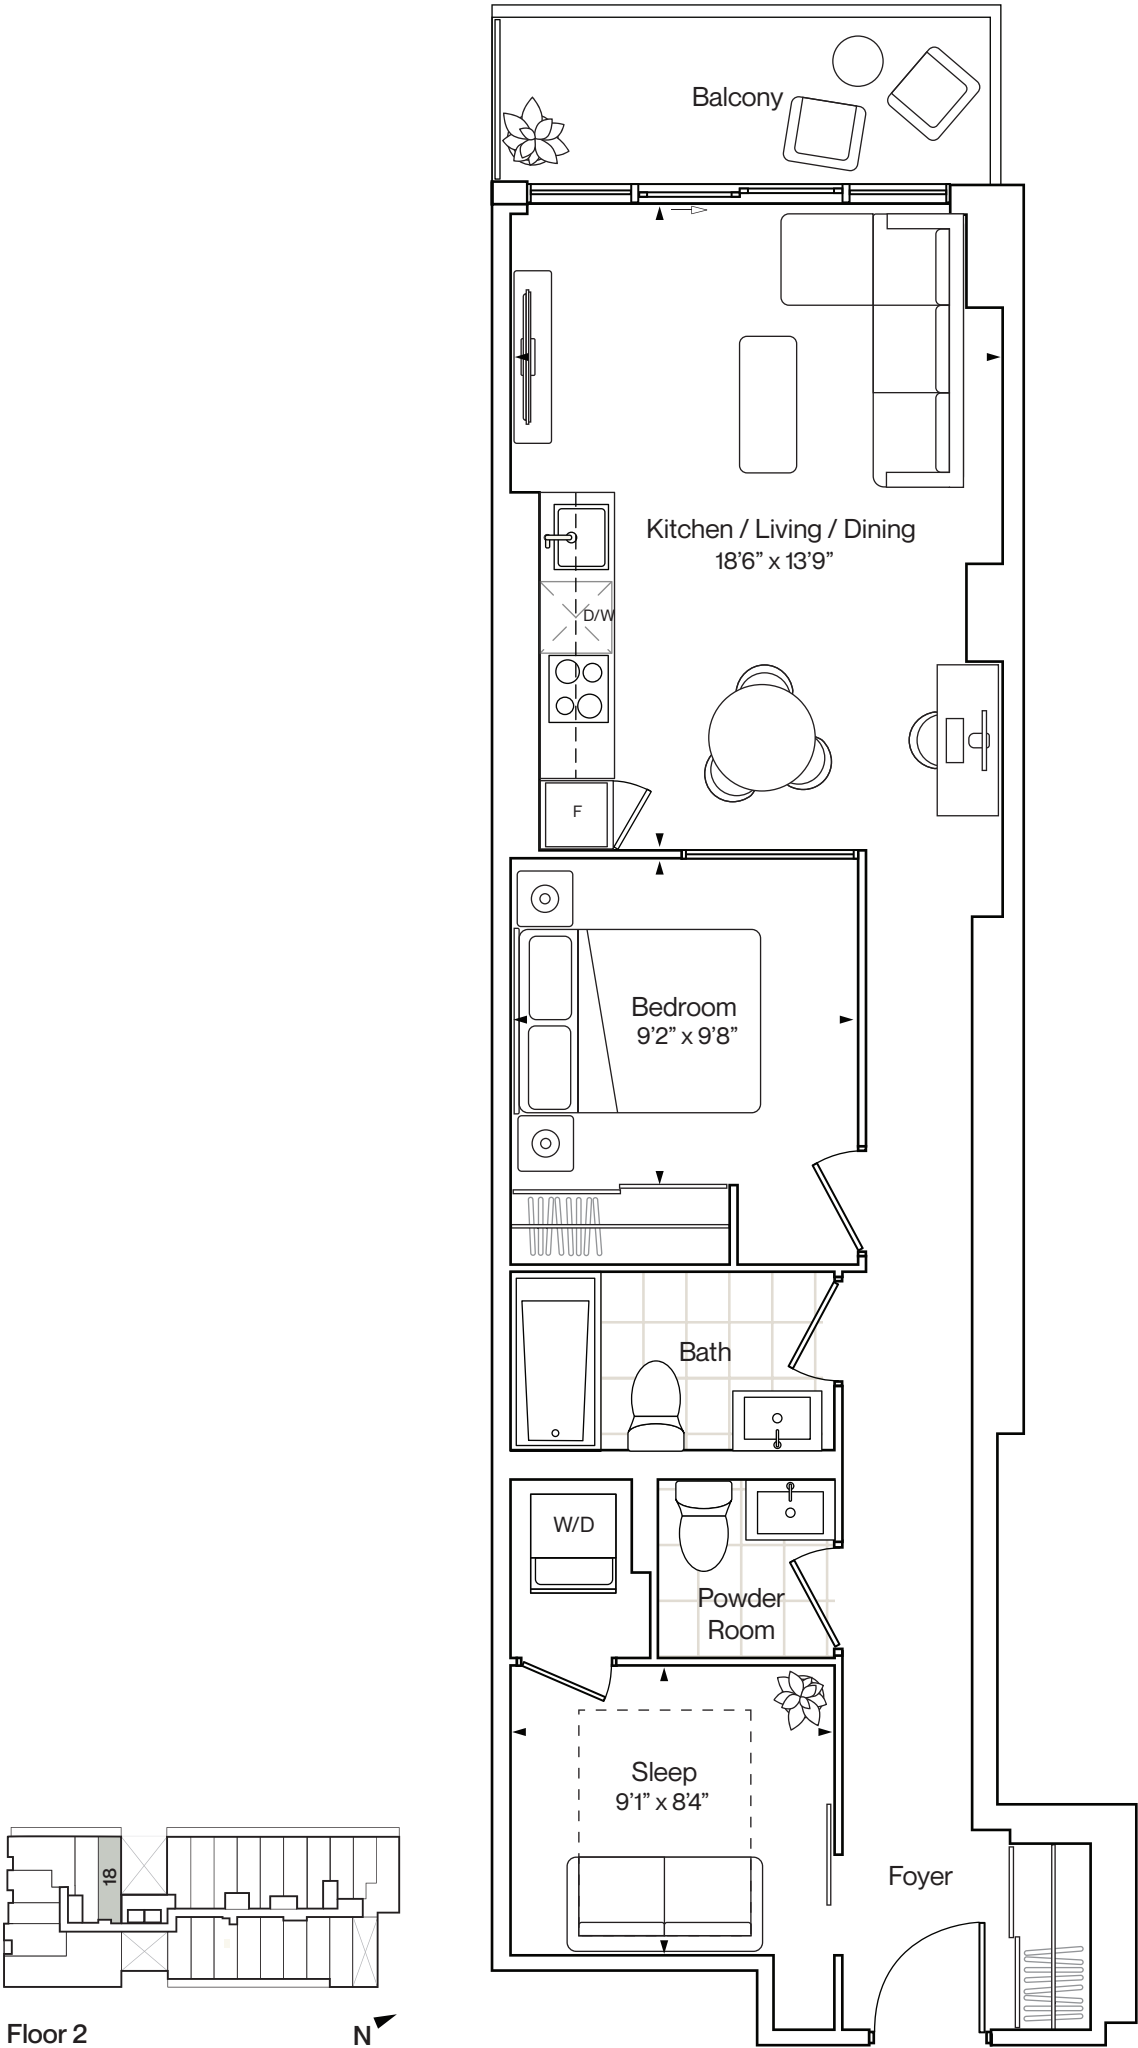 Balcony
Kitchen / Living / Dining
18’6” x 13’9”
D/W
F
Bedroom
9’2” x 9’8”
Bath
W/D
Powder
Room
Sleep
9’1” x 8’4”
Foyer
18
Floor 2
N